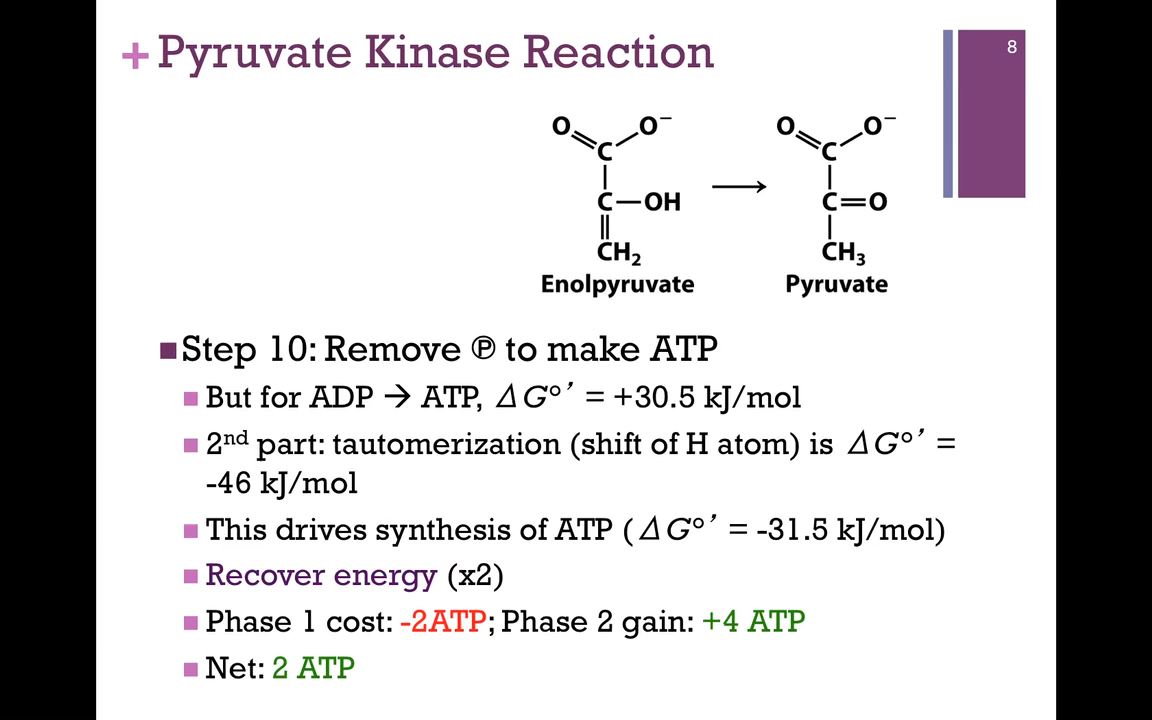 + Pyruvate Kinase Reaction
8
O O⁻ O O⁻
C C
C—OH ⟶ C=O
CH₂ CH₃
Enolpyruvate Pyruvate
■ Step 10: Remove Ⓟ to make ATP
■ But for ADP → ATP, ΔG°′ = +30.5 kJ/mol
■ 2nd part: tautomerization (shift of H atom) is ΔG°′ =
-46 kJ/mol
■ This drives synthesis of ATP (ΔG°′ = -31.5 kJ/mol)
■ Recover energy (x2)
■ Phase 1 cost: -2ATP; Phase 2 gain: +4 ATP
■ Net: 2 ATP